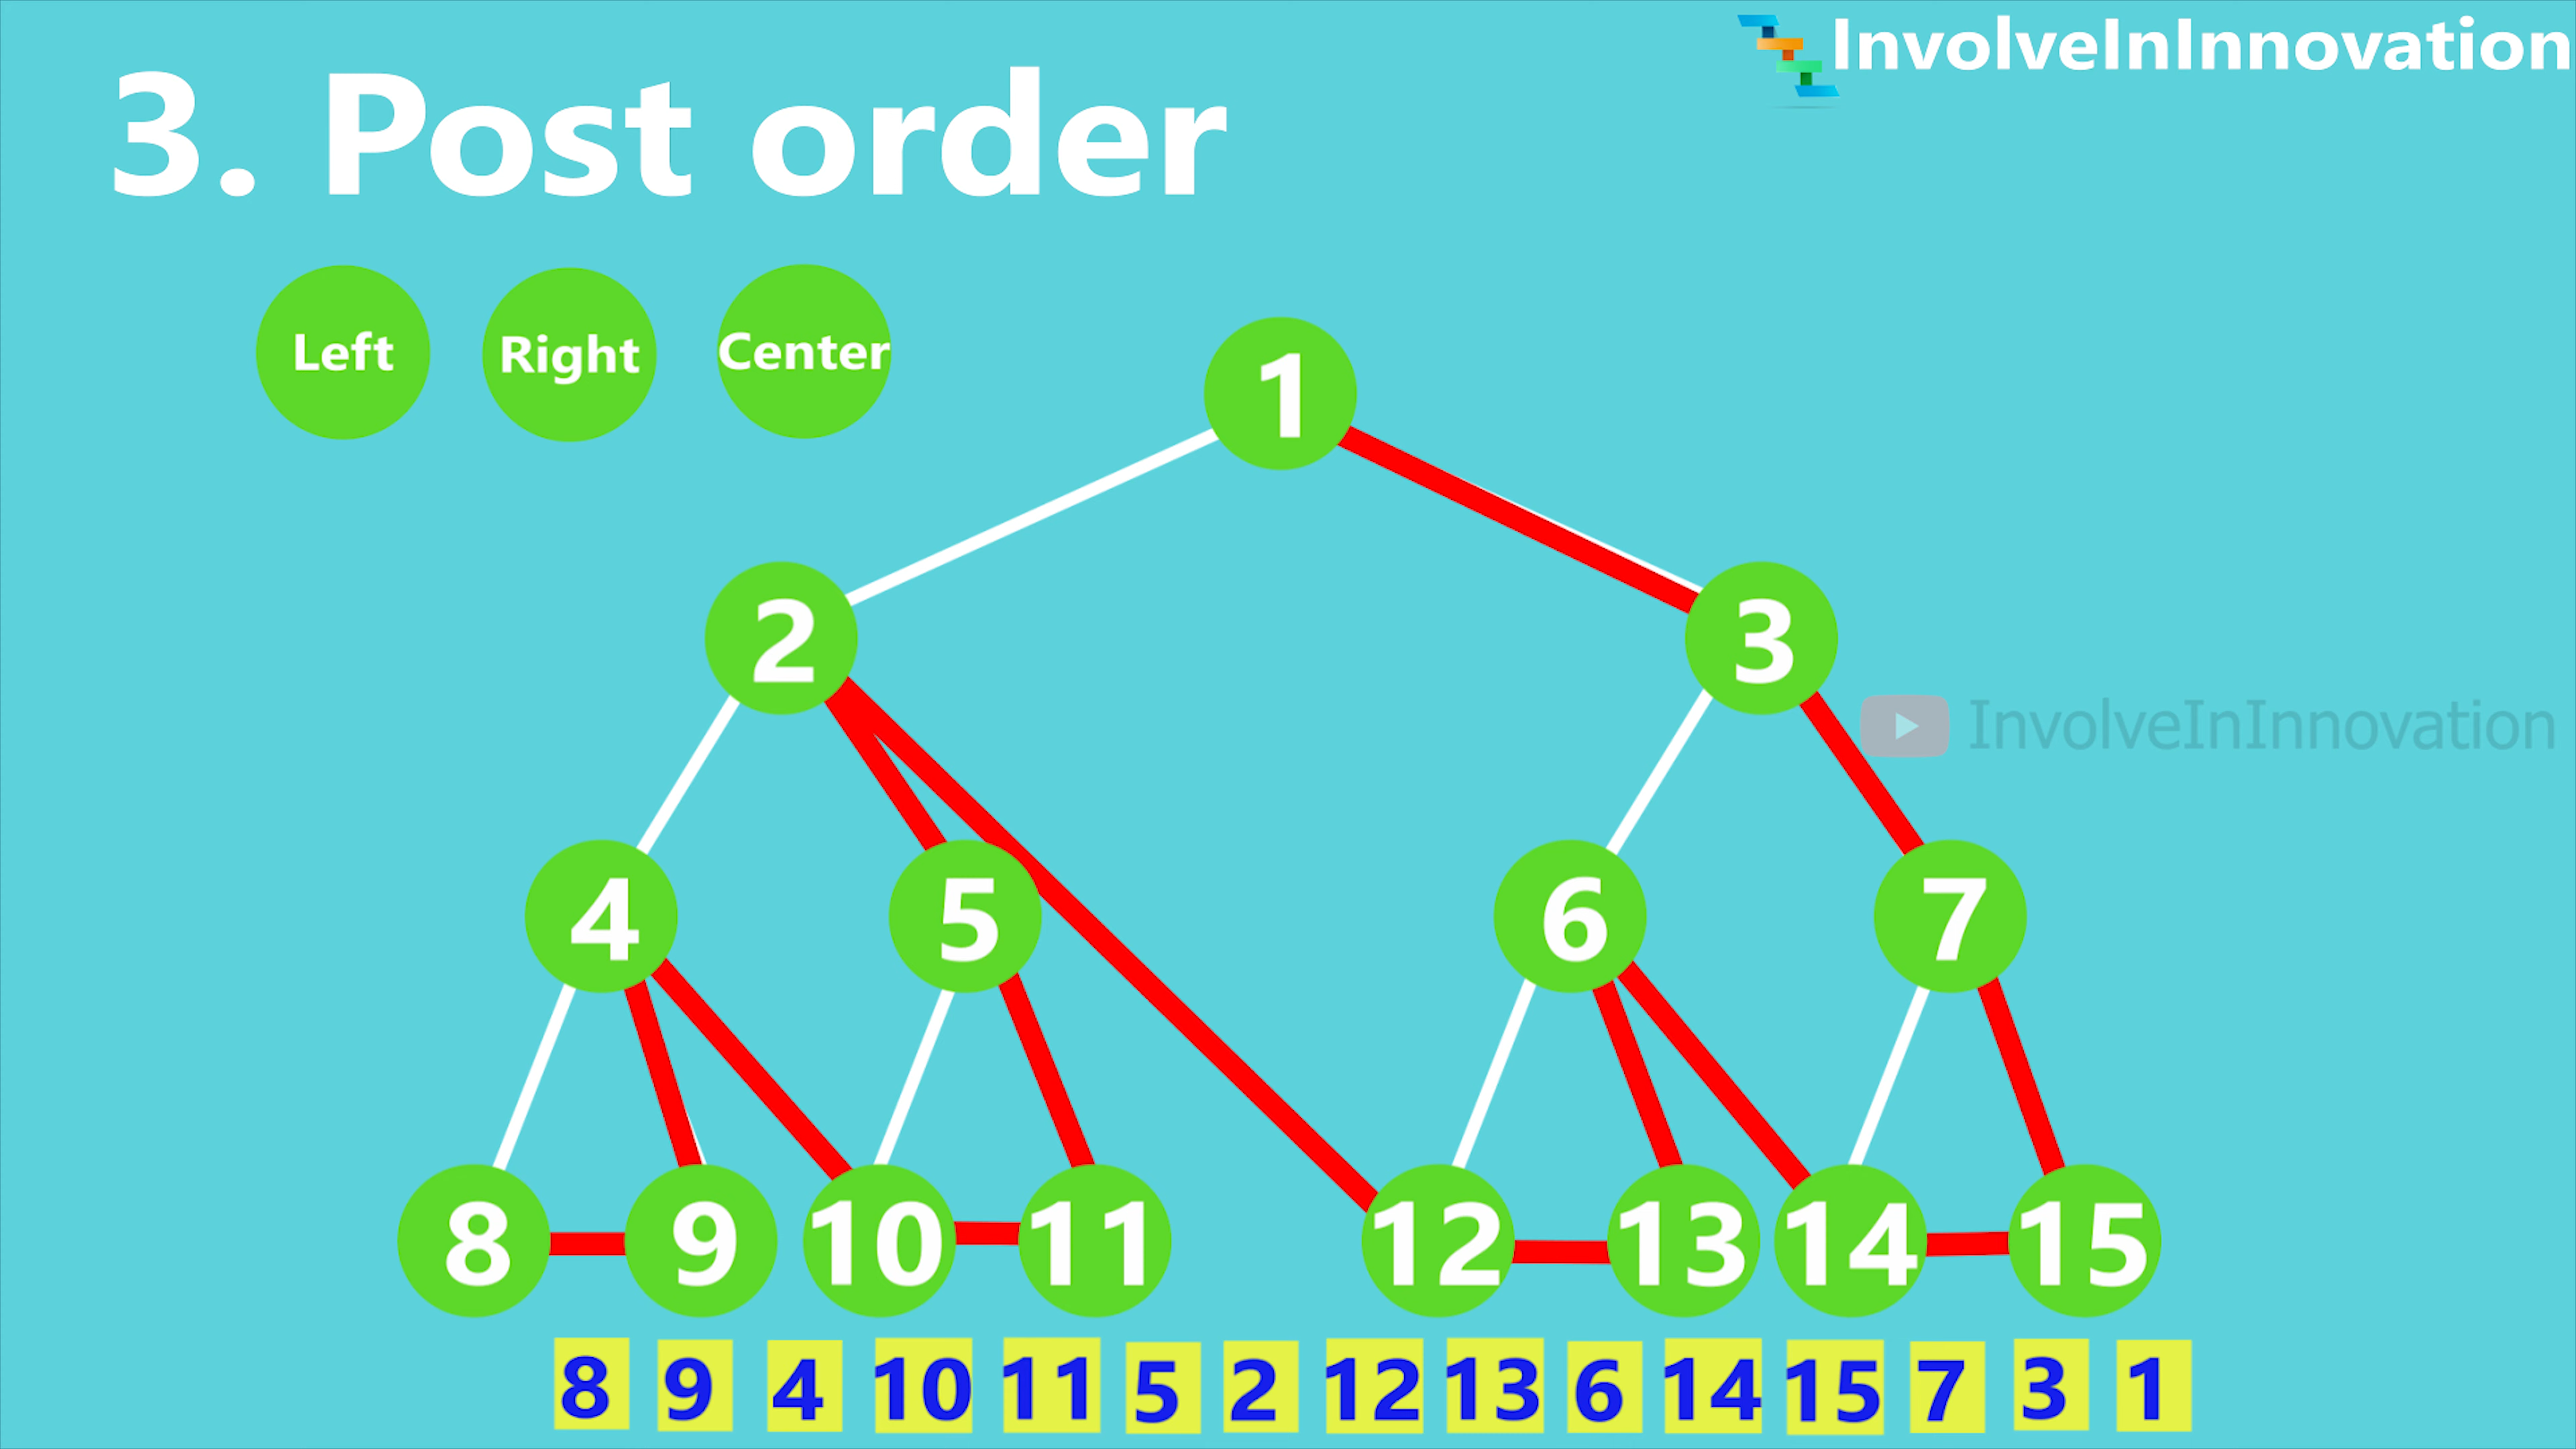 InvolveInInnovation
3. Post order
Left Right Center
1
2 3
InvolveInInnovation
4 5 6 7
8 9 10 11 12 13 14 15
8 9 4 10 11 5 2 12 13 6 14 15 7 3 1